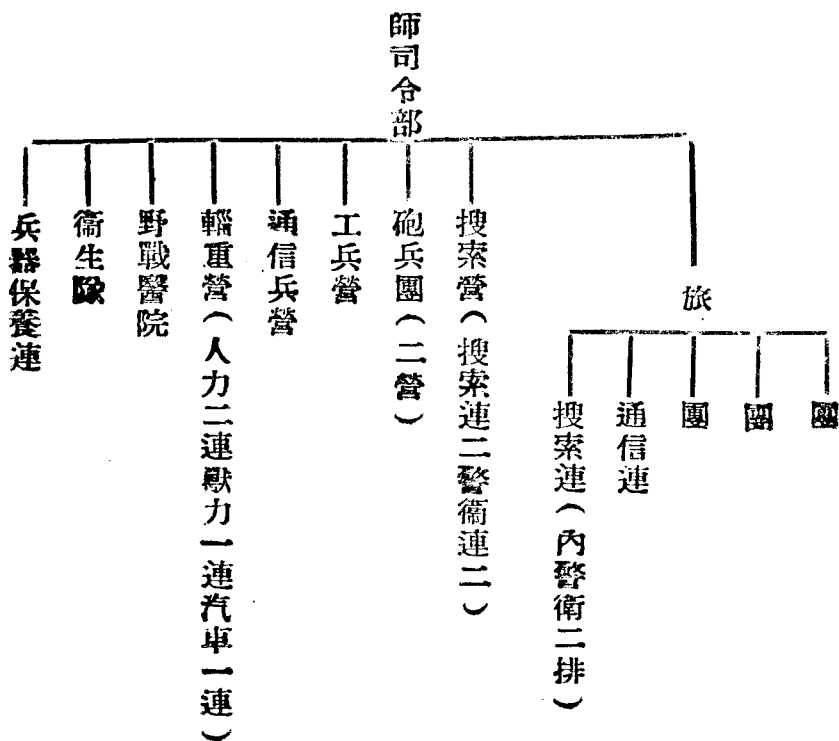 師司令部
旅
團
團
團
通信連
搜索連（內警衛二排）
搜索營（搜索連二警衞連二）
砲兵團（二營）
工兵營
通信兵營
輜重營（人力二連獸力一連汽車一連）
野戰醫院
衞生隊
兵器保養連